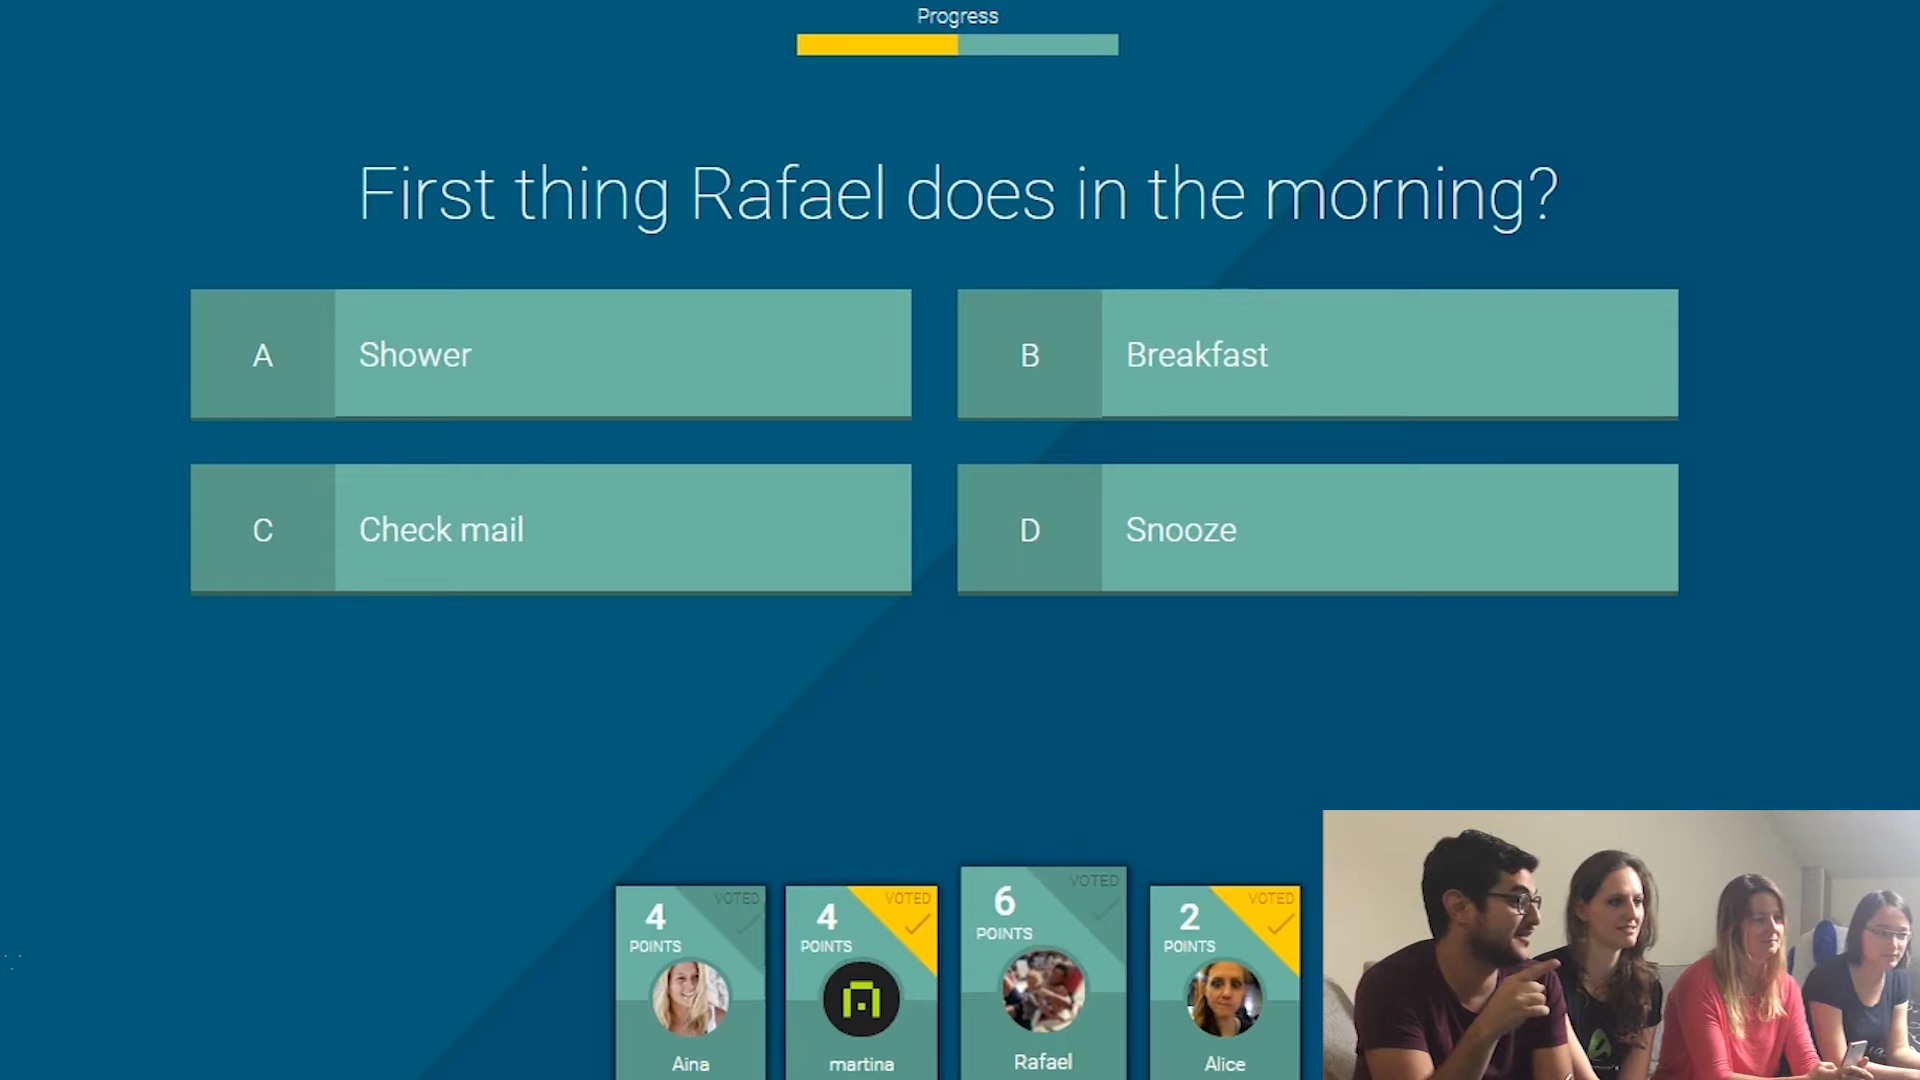 Progress
First thing Rafael does in the morning?
A Shower
B Breakfast
C Check mail
D Snooze
4 POINTS VOTED
Aina
4 POINTS VOTED
martina
6 POINTS VOTED
Rafael
2 POINTS VOTED
Alice